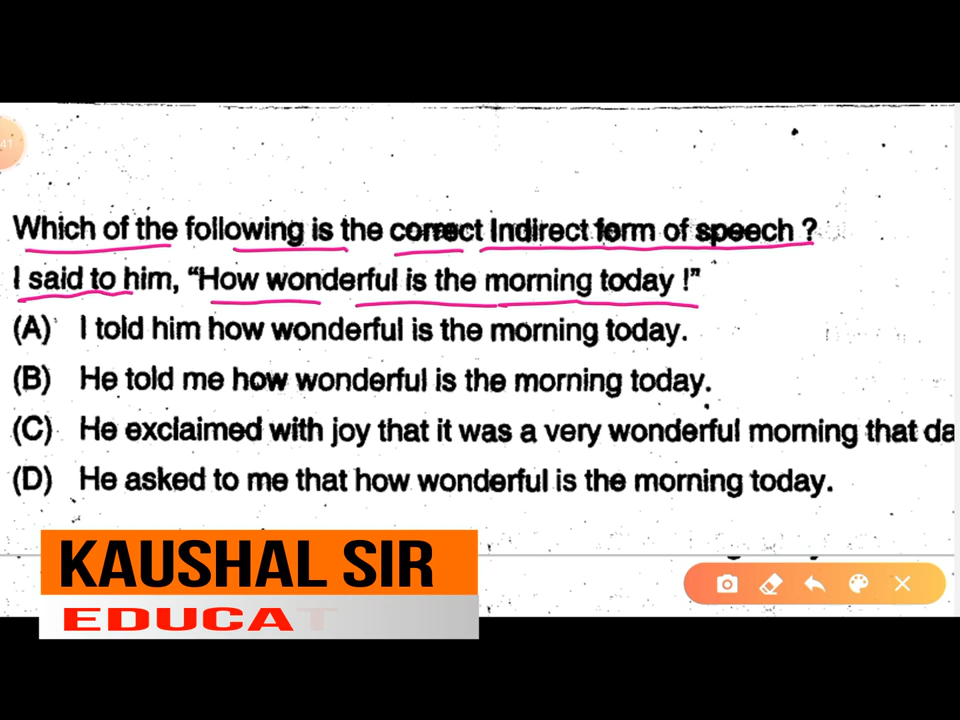 41
Which of the following is the correct Indirect form of speech ?
I said to him, “How wonderful is the morning today !”
(A) I told him how wonderful is the morning today.
(B) He told me how wonderful is the morning today.
(C) He exclaimed with joy that it was a very wonderful morning that da
(D) He asked to me that how wonderful is the morning today.
KAUSHAL SIR
EDUCAT